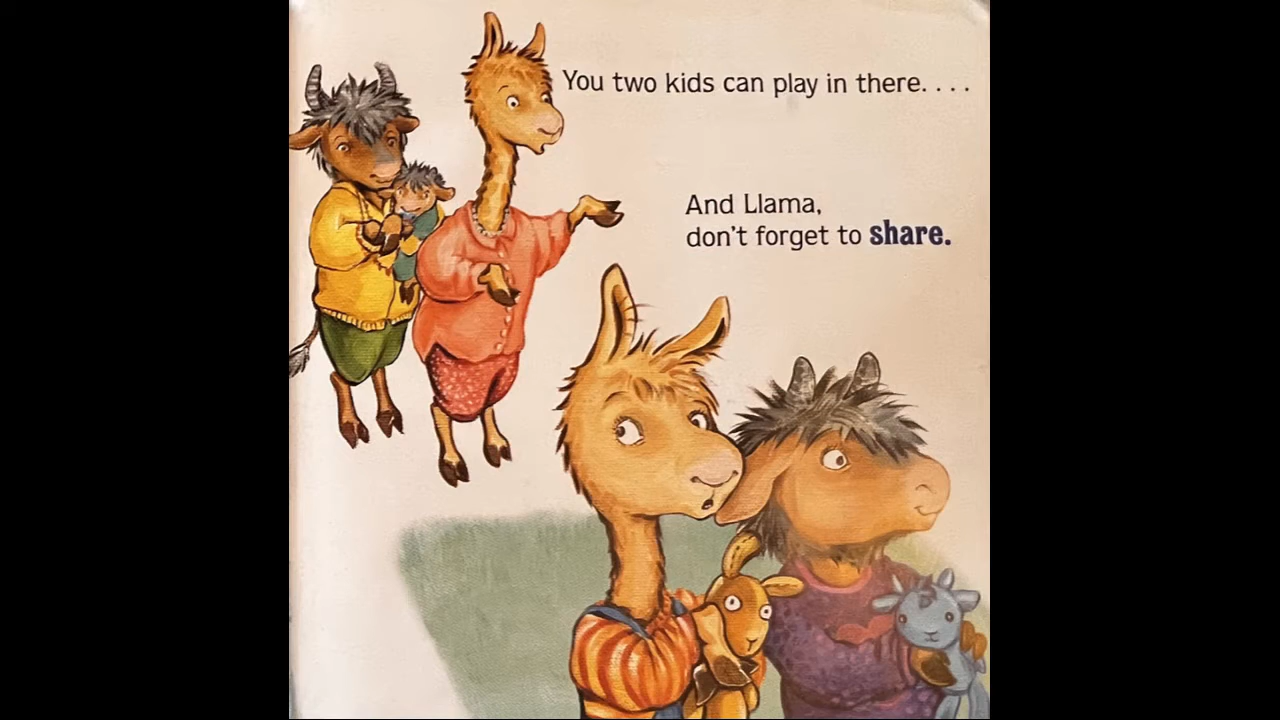 You two kids can play in there. . . .
And Llama,
don't forget to share.